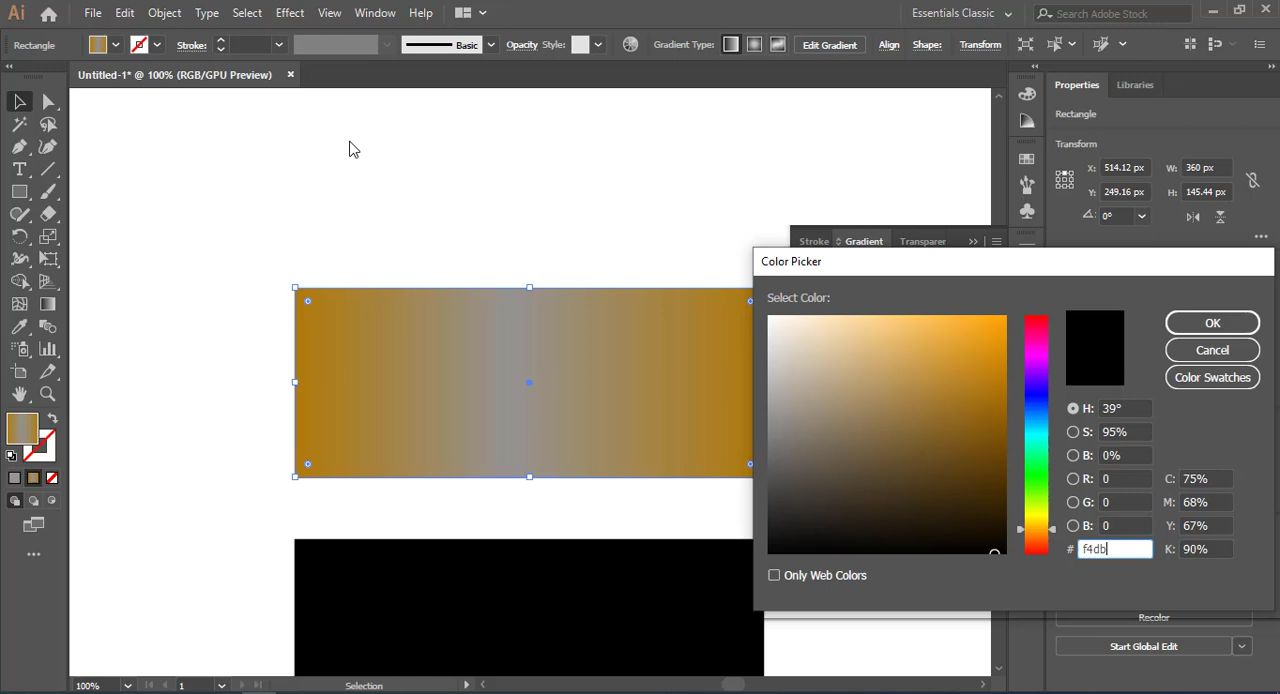 Ai File Edit Object Type Select Effect View Window Help Essentials Classic Search Adobe Stock
Rectangle Stroke: Basic Opacity Style: Gradient Type: Edit Gradient Align Shape: Transform
Untitled-1* @ 100% (RGB/GPU Preview) Properties Libraries
Rectangle
Transform
X: 514.12 px W: 360 px
Y: 249.16 px H: 145.44 px
0°
Stroke Gradient Transparer
Color Picker
Select Color:
OK
Cancel
Color Swatches
H: 39°
S: 95%
B: 0%
R: 0 C: 75%
G: 0 M: 68%
B: 0 Y: 67%
# f4db K: 90%
Only Web Colors
Recolor
Start Global Edit
100% 1 Selection